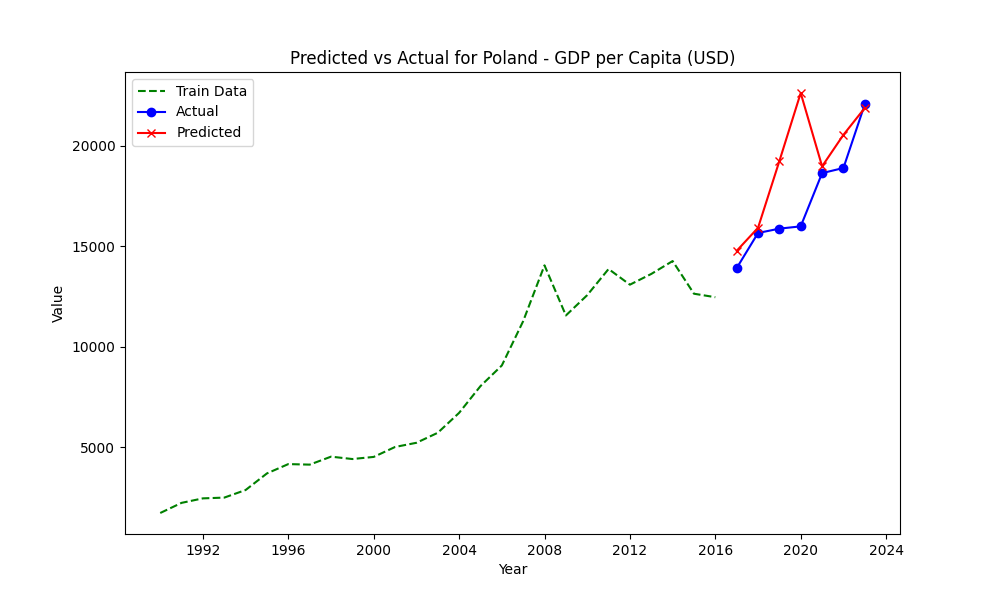 Predicted vs Actual for Poland - GDP per Capita (USD)
Train Data
Actual
Predicted
20000
15000
10000
5000
Value
1992 1996 2000 2004 2008 2012 2016 2020 2024
Year